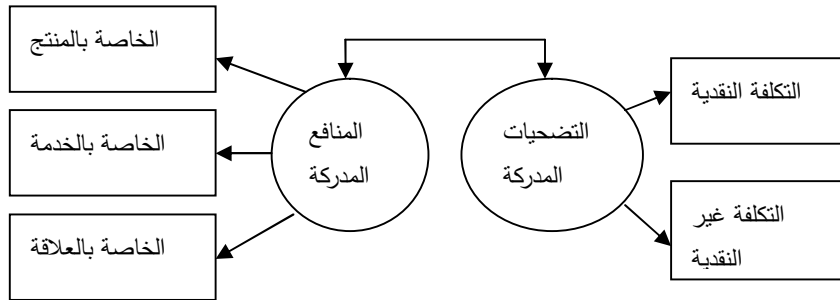 الخاصة بالمنتج
الخاصة بالخدمة
الخاصة بالعلاقة
المنافع
المدركة
التضحيات
المدركة
التكلفة النقدية
التكلفة غير
النقدية